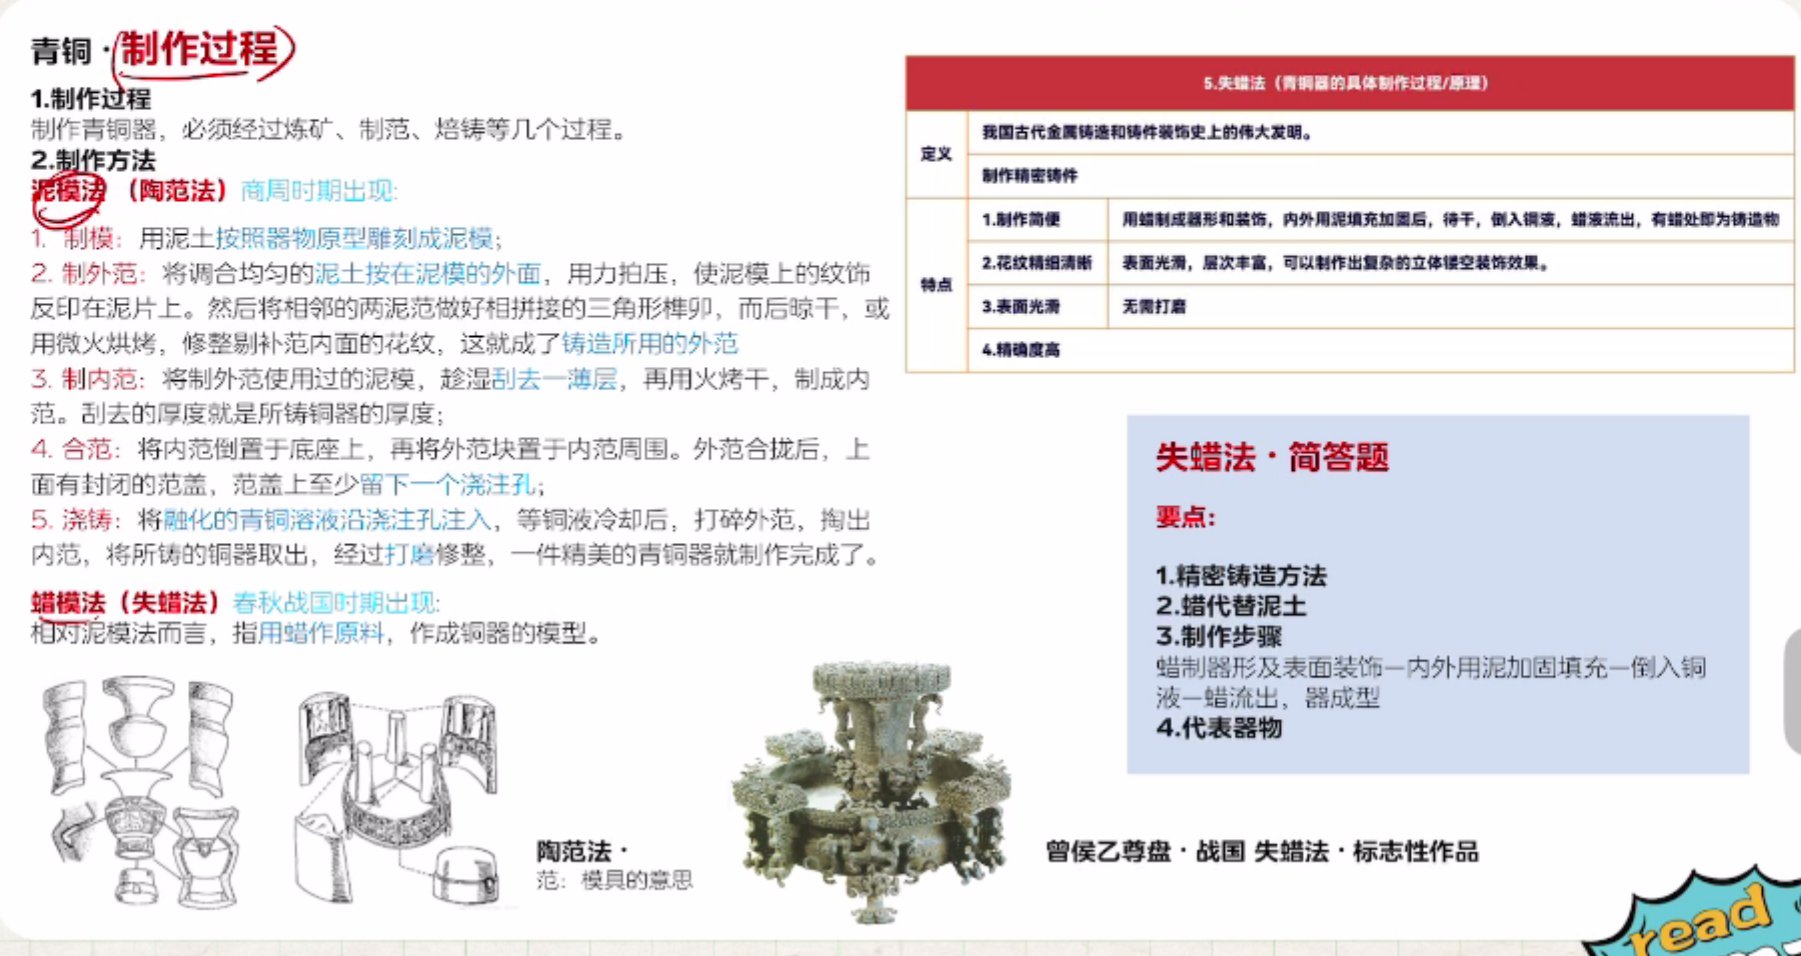 青铜·制作过程
1.制作过程
制作青铜器，必须经过炼矿、制范、焙铸等几个过程。
2.制作方法
泥模法（陶范法）商周时期出现:
1. 制模：用泥土按照器物原型雕刻成泥模；
2. 制外范：将调合均匀的泥土按在泥模的外面，用力拍压，使泥模上的纹饰
反印在泥片上。然后将相邻的两泥范做好相拼接的三角形榫卯，而后晾干，或
用微火烘烤，修整剔补范内面的花纹，这就成了铸造所用的外范
3. 制内范：将制外范使用过的泥模，趁湿刮去一薄层，再用火烤干，制成内
范。刮去的厚度就是所铸铜器的厚度；
4. 合范：将内范倒置于底座上，再将外范块置于内范周围。外范合拢后，上
面有封闭的范盖，范盖上至少留下一个浇注孔；
5. 浇铸：将融化的青铜溶液沿浇注孔注入，等铜液冷却后，打碎外范，掏出
内范，将所铸的铜器取出，经过打磨修整，一件精美的青铜器就制作完成了。
蜡模法（失蜡法）春秋战国时期出现:
相对泥模法而言，指用蜡作原料，作成铜器的模型。
陶范法·
范：模具的意思
5.失蜡法（青铜器的具体制作过程/原理）
定义
我国古代金属铸造和铸件装饰史上的伟大发明。
制作精密铸件
特点
1.制作简便 用蜡制成器形和装饰，内外用泥填充加固后，待干，倒入铜液，蜡液流出，有蜡处即为铸造物
2.花纹精细清晰 表面光滑，层次丰富，可以制作出复杂的立体镂空装饰效果。
3.表面光滑 无需打磨
4.精确度高
失蜡法·简答题
要点:
1.精密铸造方法
2.蜡代替泥土
3.制作步骤
蜡制器形及表面装饰—内外用泥加固填充—倒入铜
液—蜡流出，器成型
4.代表器物
曾侯乙尊盘·战国 失蜡法·标志性作品
read